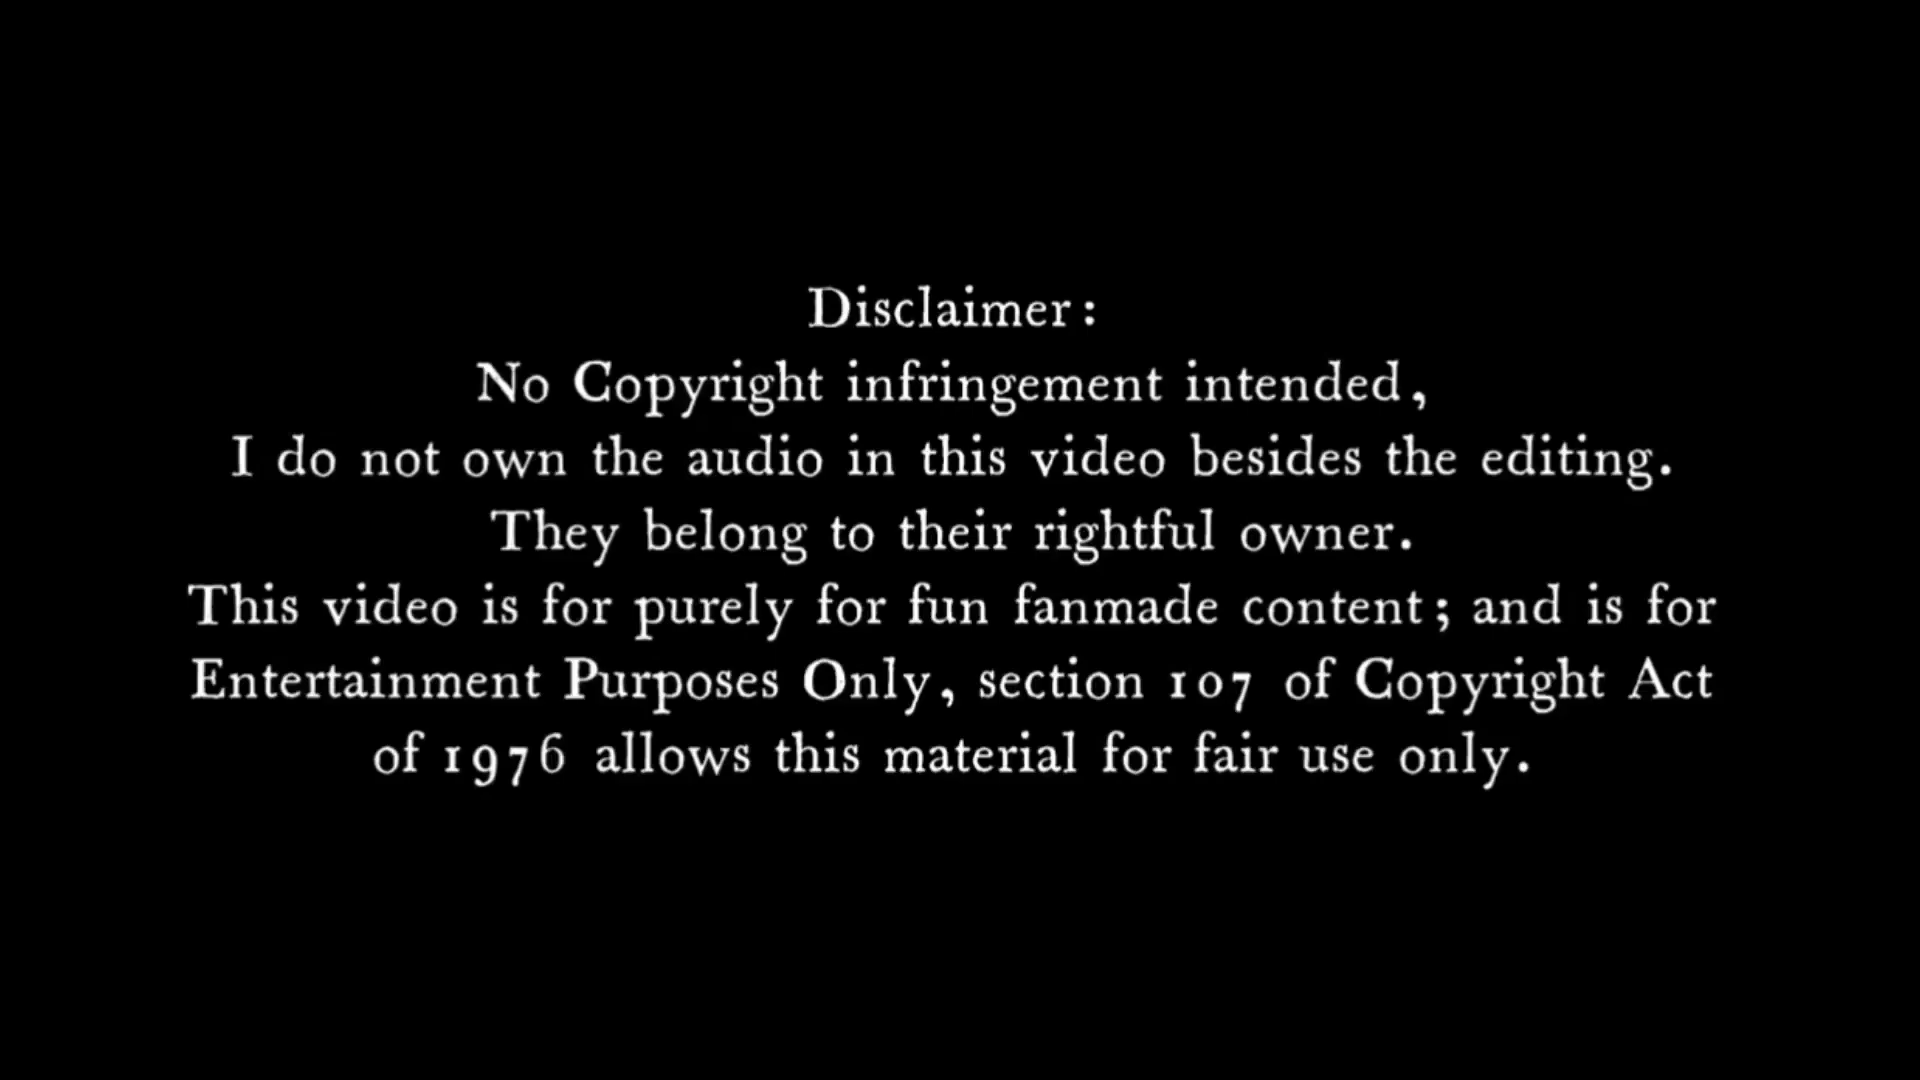 Disclaimer:
No Copyright infringement intended,
I do not own the audio in this video besides the editing.
They belong to their rightful owner.
This video is for purely for fun fanmade content; and is for
Entertainment Purposes Only, section 107 of Copyright Act
of 1976 allows this material for fair use only.